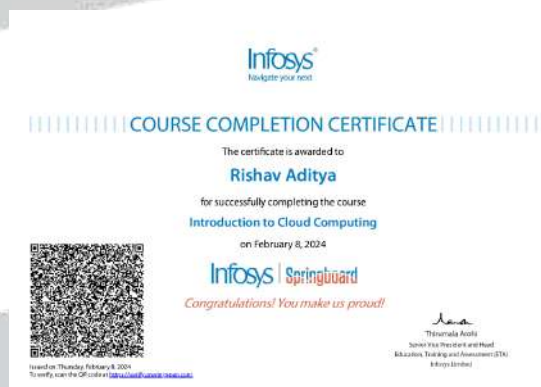 Infosys®
Navigate your next
COURSE COMPLETION CERTIFICATE
The certificate is awarded to
Rishav Aditya
for successfully completing the course
Introduction to Cloud Computing
on February 8, 2024
Infosys | Springboard
Congratulations! You make us proud!
Thirumala Arohi
Senior Vice President and Head
Education, Training and Assessment (ETA)
Infosys Limited
Issued on: Thursday, February 8, 2024
To verify, scan the QR code at